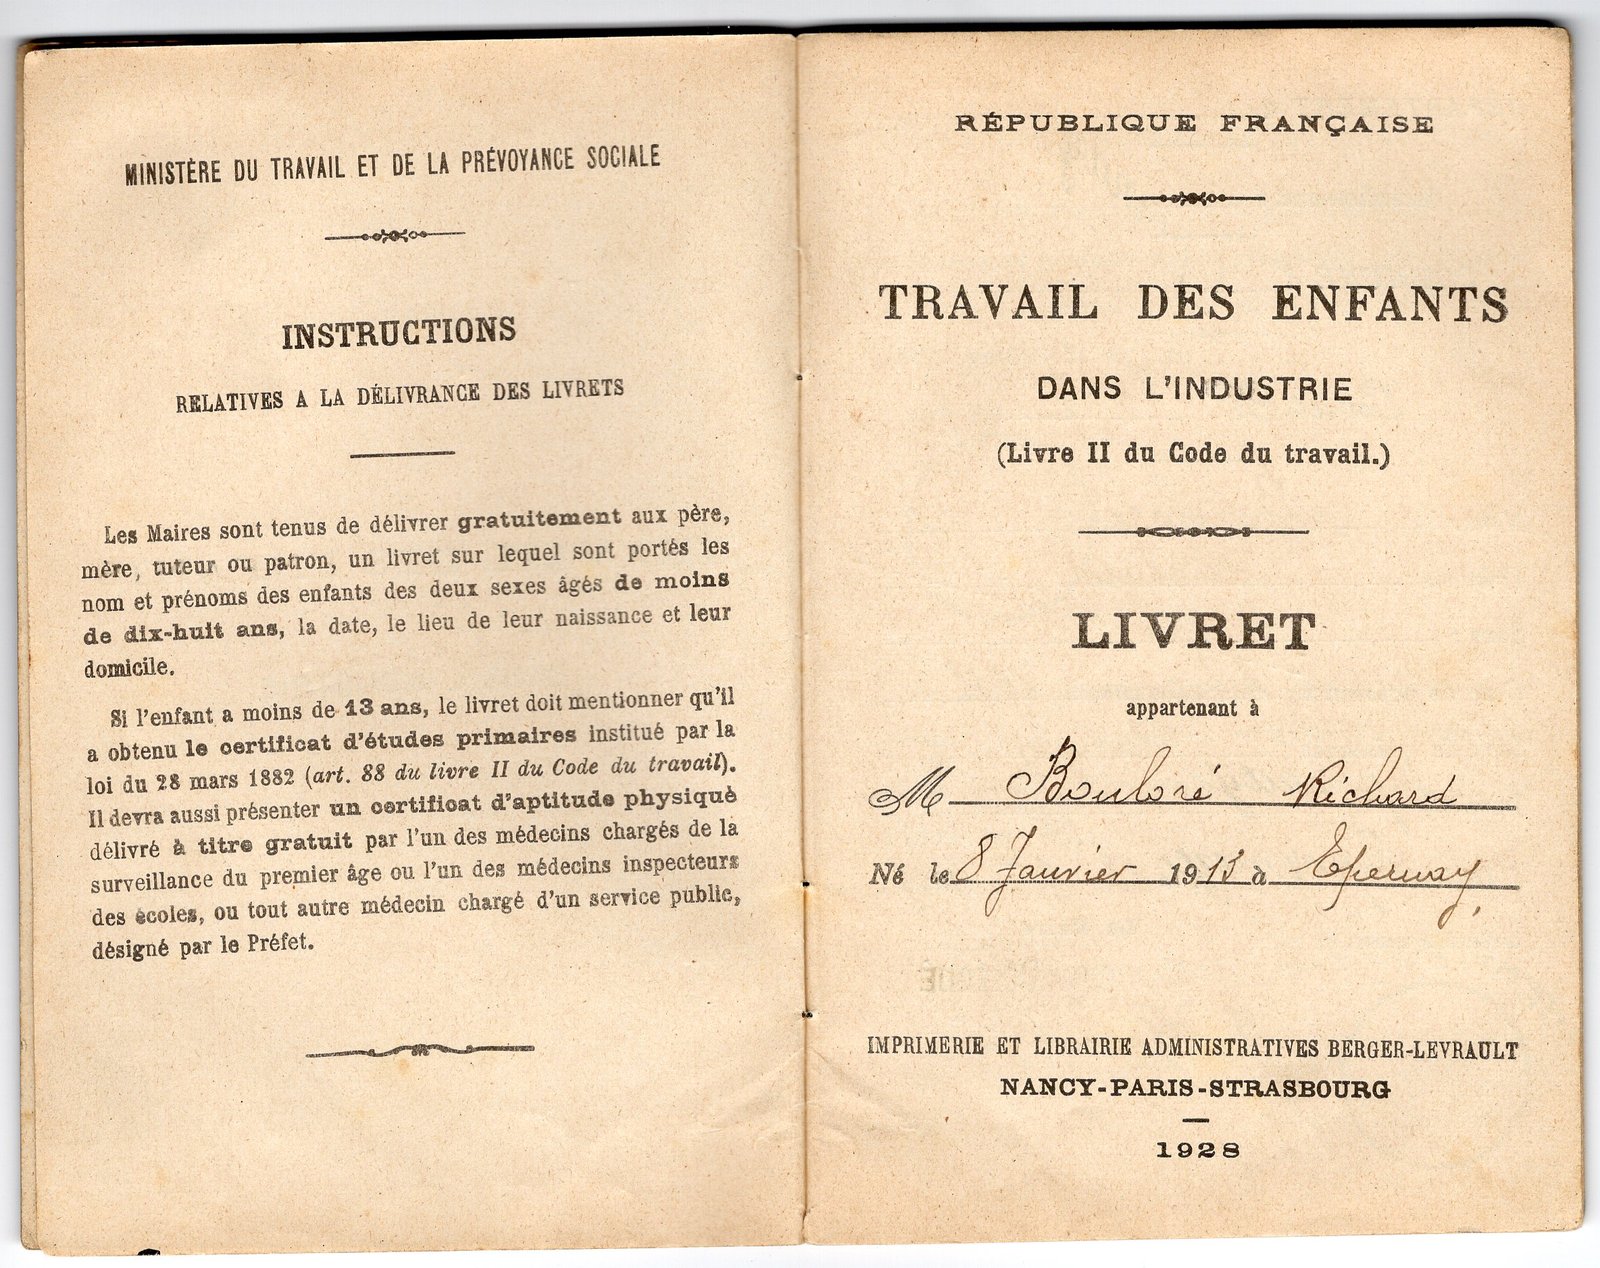 MINISTÈRE DU TRAVAIL ET DE LA PRÉVOYANCE SOCIALE
INSTRUCTIONS
RELATIVES A LA DÉLIVRANCE DES LIVRETS
Les Maires sont tenus de délivrer gratuitement aux père,
mère, tuteur ou patron, un livret sur lequel sont portés les
nom et prénoms des enfants des deux sexes âgés de moins
de dix-huit ans, la date, le lieu de leur naissance et leur
domicile.
Si l'enfant a moins de 13 ans, le livret doit mentionner qu'il
a obtenu le certificat d'études primaires institué par la
loi du 28 mars 1882 (art. 88 du livre II du Code du travail).
Il devra aussi présenter un certificat d'aptitude physique
délivré à titre gratuit par l'un des médecins chargés de la
surveillance du premier âge ou l'un des médecins inspecteurs
des écoles, ou tout autre médecin chargé d'un service public,
désigné par le Préfet.
RÉPUBLIQUE FRANÇAISE
TRAVAIL DES ENFANTS
DANS L'INDUSTRIE
(Livre II du Code du travail.)
LIVRET
appartenant à
M Bouloré Richard
Né le 8 Janvier 1913 à Epernay,
IMPRIMERIE ET LIBRAIRIE ADMINISTRATIVES BERGER-LEVRAULT
NANCY-PARIS-STRASBOURG
1928